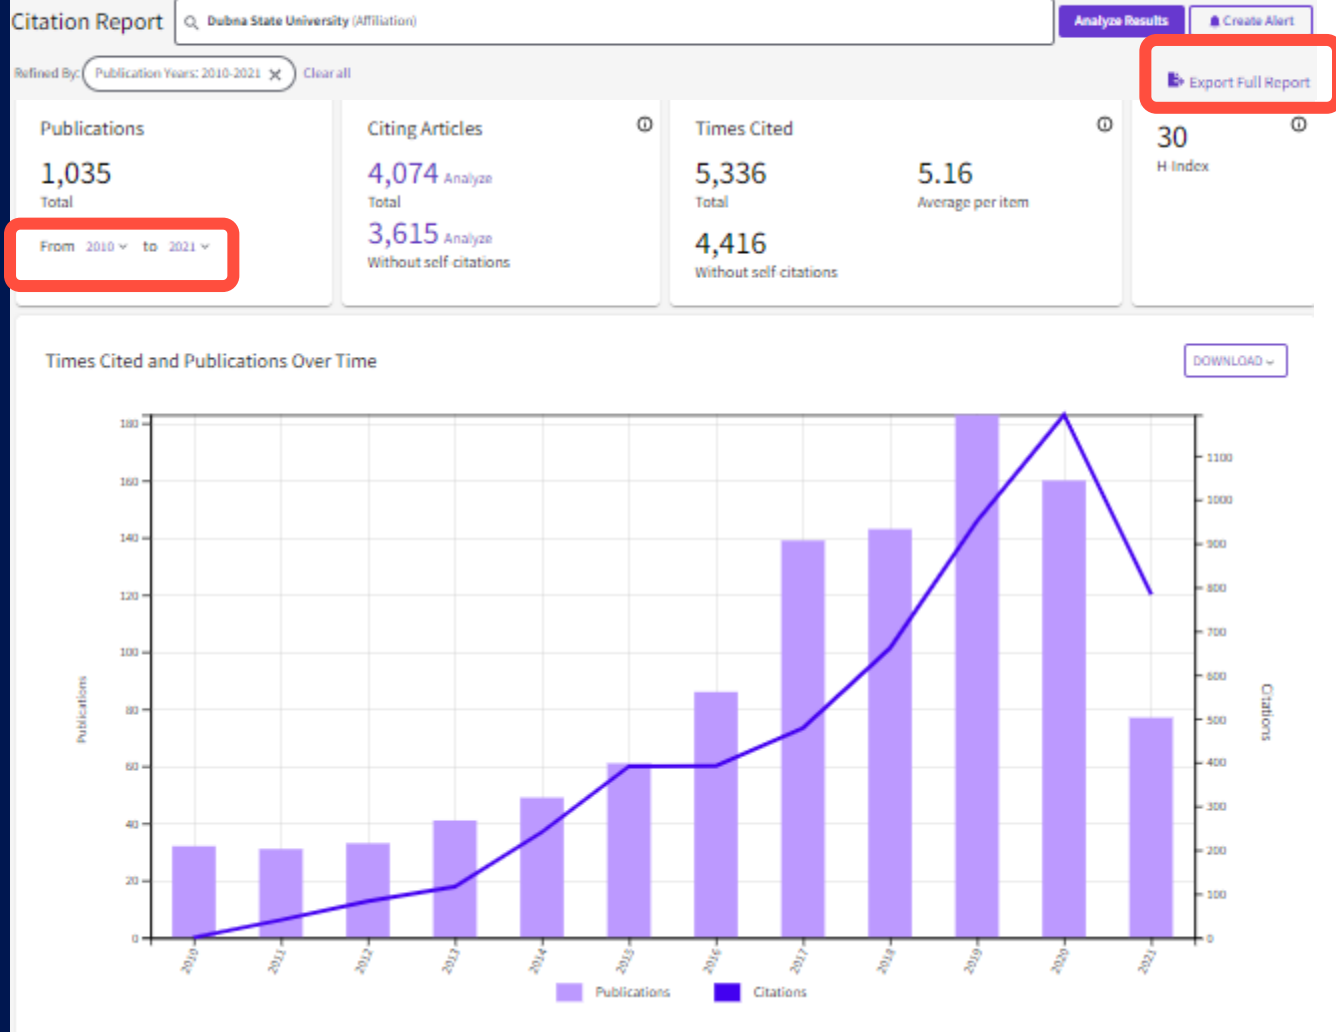 Citation Report
Dubna State University (Affiliation)
Analyze Results
Create Alert
Refined By:
Publication Years: 2010-2021
Clear all
Export Full Report
Publications
1,035
Total
From 2010 to 2021
Citing Articles
4,074 Analyze
Total
3,615 Analyze
Without self-citations
Times Cited
5,336
Total
5.16
Average per item
4,416
Without self-citations
30
H-Index
Times Cited and Publications Over Time
DOWNLOAD
180
160
140
120
100
80
60
40
20
0
Publications
1100
1000
900
800
700
600
500
400
300
200
100
0
Citations
2010
2011
2012
2013
2014
2015
2016
2017
2018
2019
2020
2021
Publications
Citations